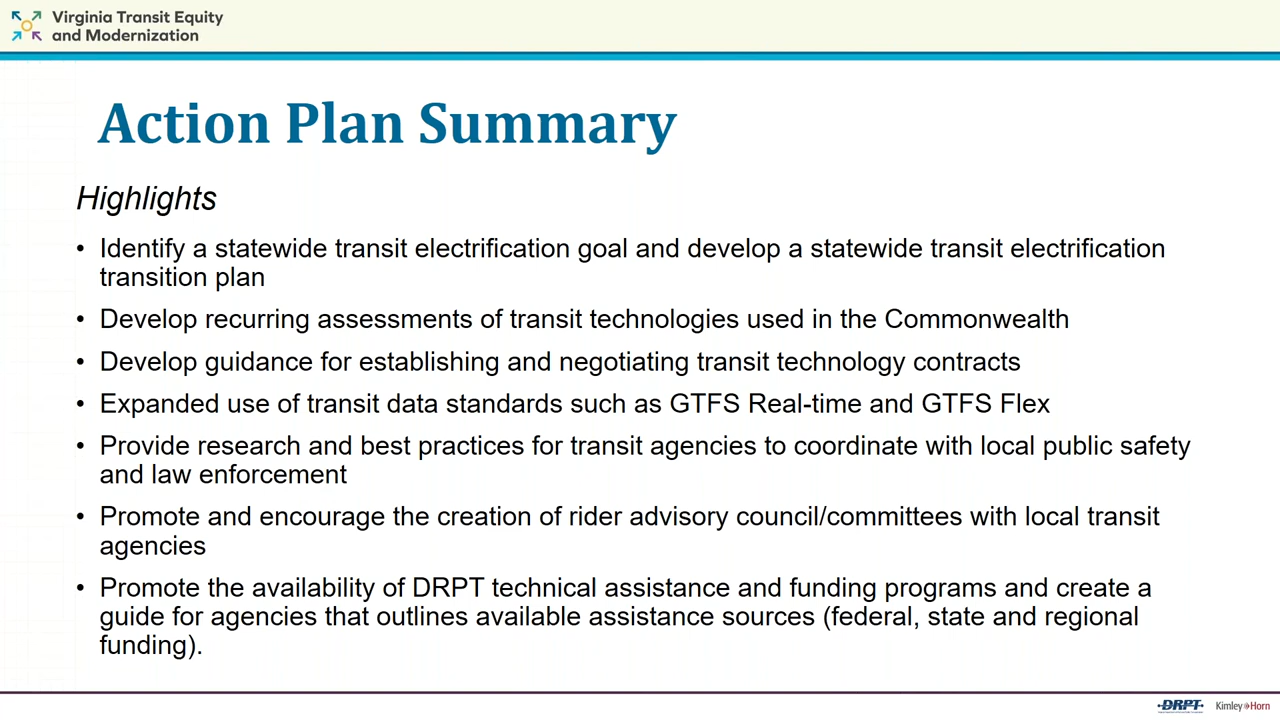 Virginia Transit Equity
and Modernization
Action Plan Summary
Highlights
• Identify a statewide transit electrification goal and develop a statewide transit electrification
transition plan
• Develop recurring assessments of transit technologies used in the Commonwealth
• Develop guidance for establishing and negotiating transit technology contracts
• Expanded use of transit data standards such as GTFS Real-time and GTFS Flex
• Provide research and best practices for transit agencies to coordinate with local public safety
and law enforcement
• Promote and encourage the creation of rider advisory council/committees with local transit
agencies
• Promote the availability of DRPT technical assistance and funding programs and create a
guide for agencies that outlines available assistance sources (federal, state and regional
funding).
DRPT Kimley»Horn